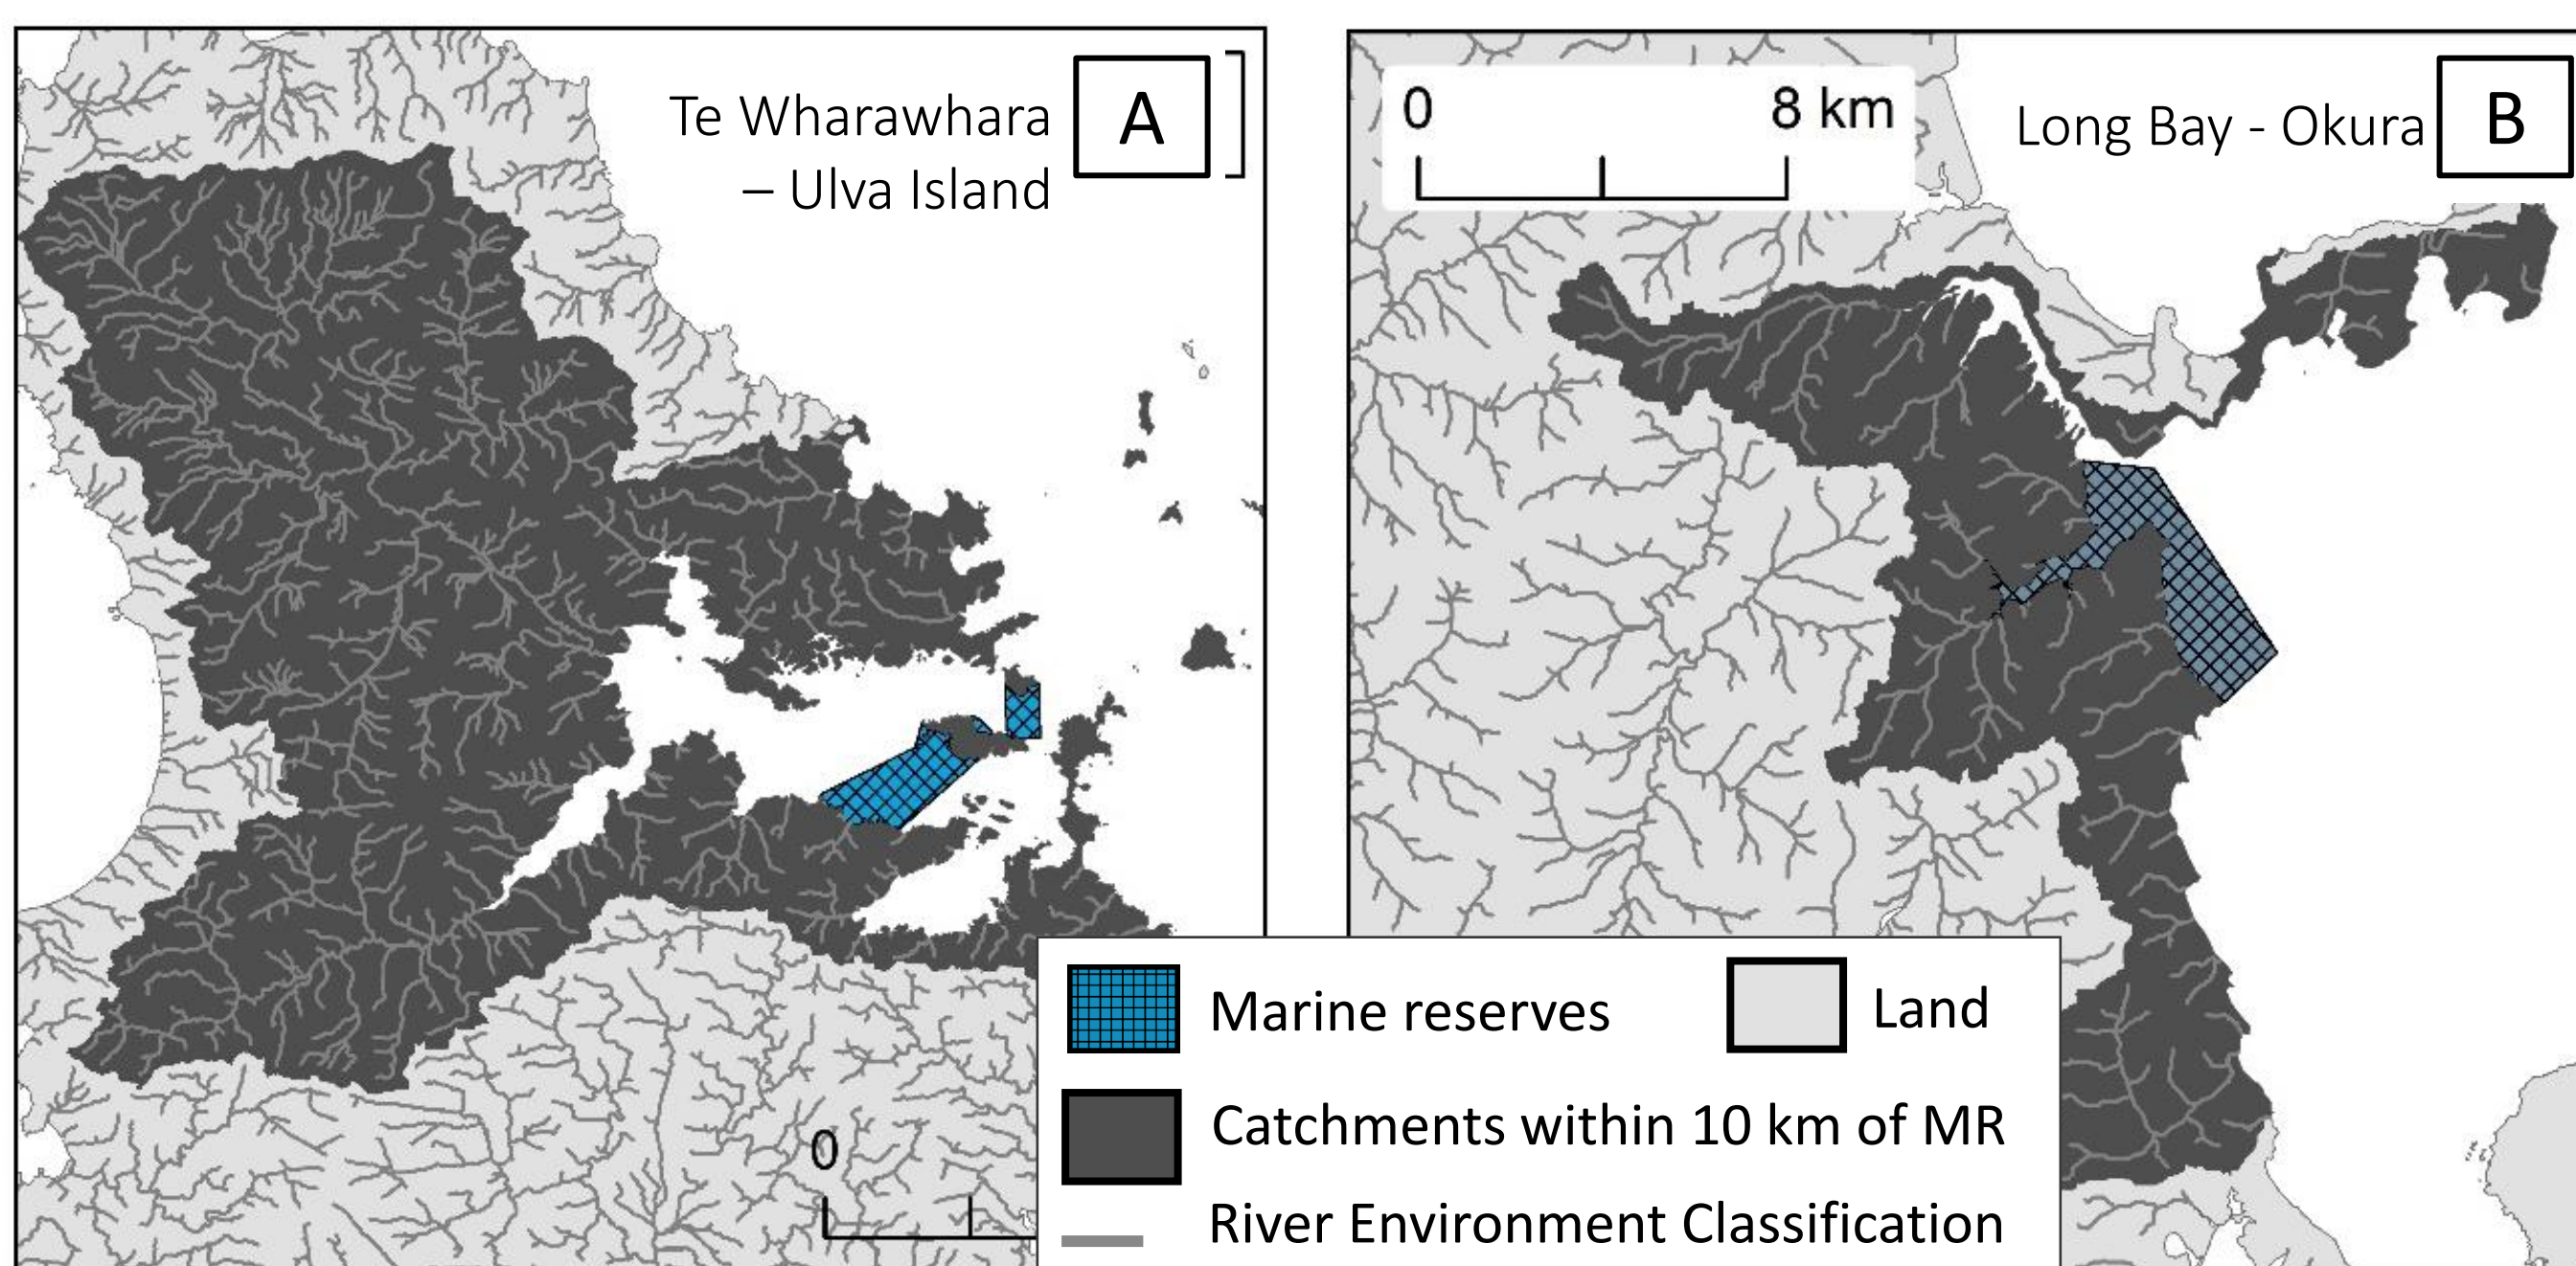 Te Wharawhara
– Ulva Island
A
]
0 8 km
Long Bay - Okura
B
0
Marine reserves
Land
Catchments within 10 km of MR
River Environment Classification